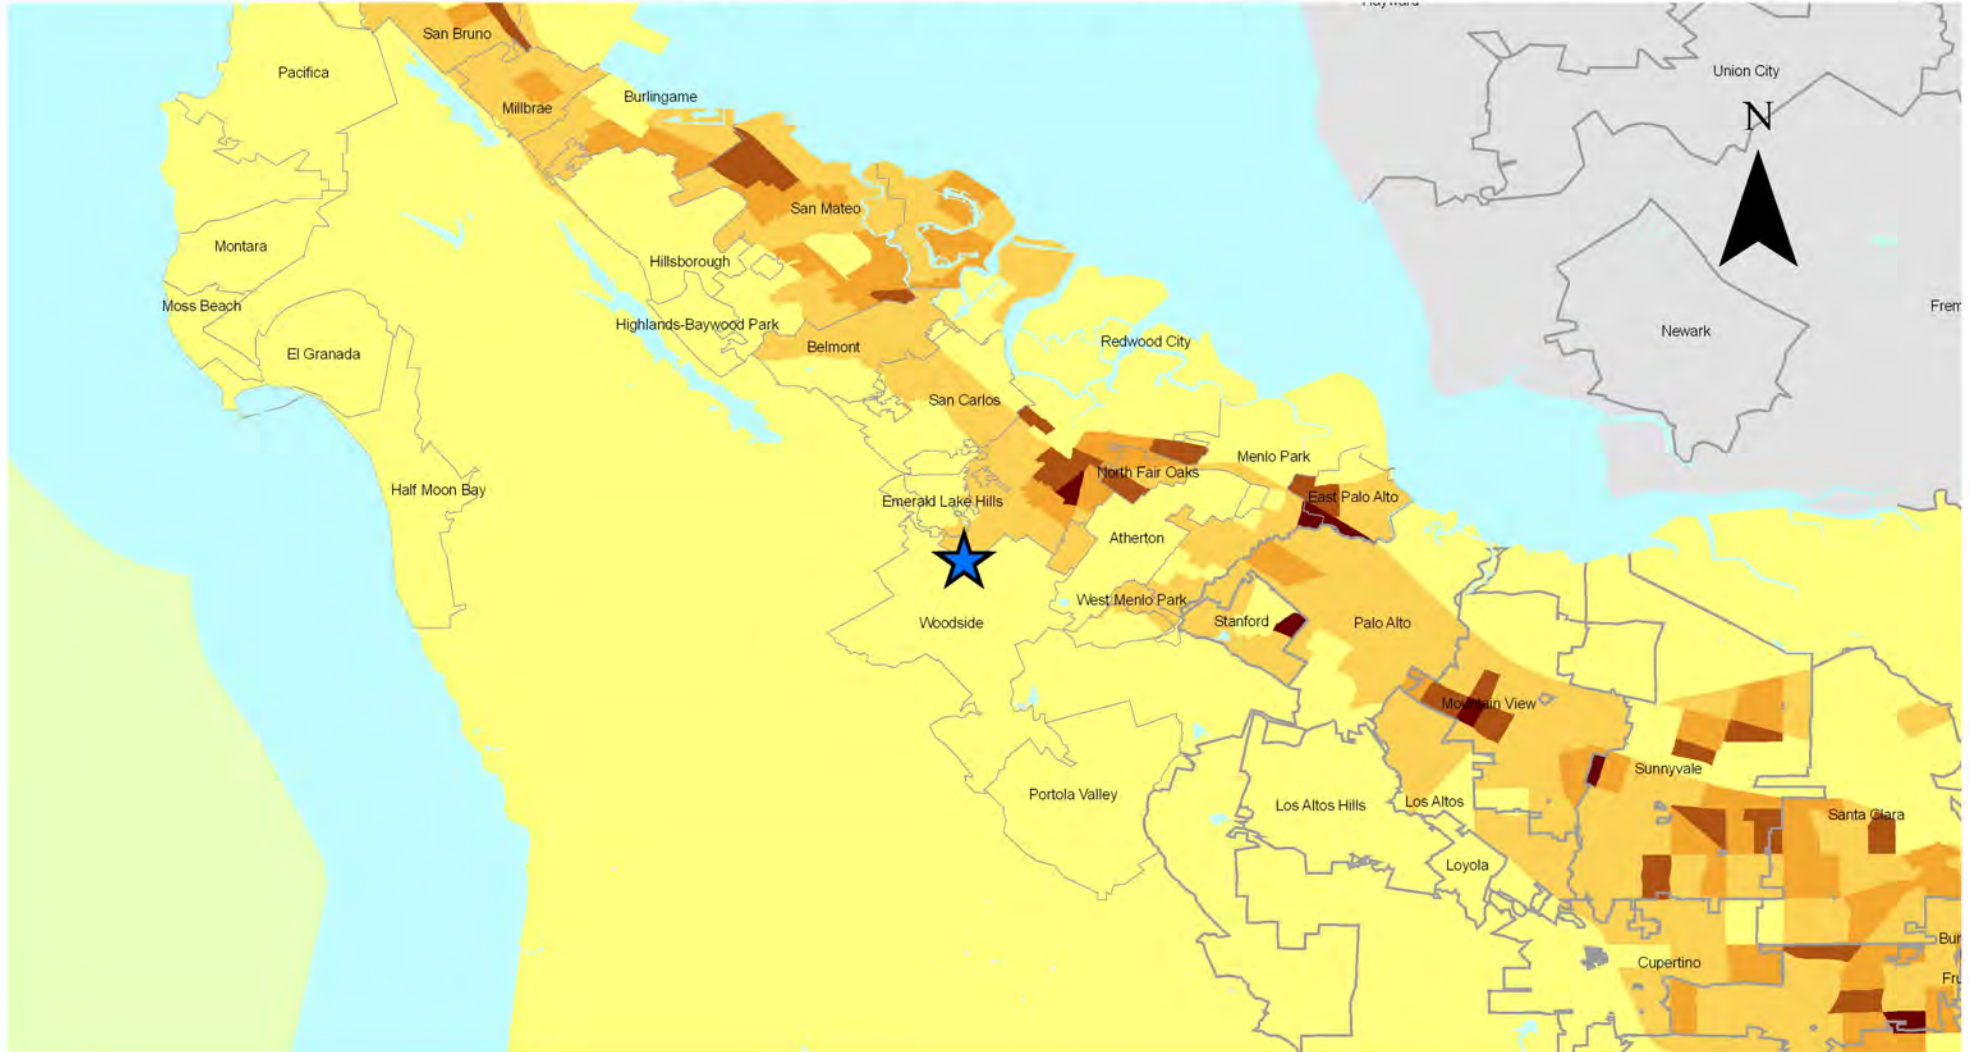 Hayward
San Bruno
Pacifica
Union City
Burlingame
Millbrae
N
San Mateo
Montara
Hillsborough
Moss Beach
Highlands-Baywood Park
Newark
Redwood City
Belmont
El Granada
San Carlos
Menlo Park
North Fair Oaks
Half Moon Bay
Emerald Lake Hills
East Palo Alto
Atherton
West Menlo Park
Woodside
Stanford
Palo Alto
Mountain View
Sunnyvale
Portola Valley
Los Altos Hills
Los Altos
Santa Clara
Loyola
Cupertino